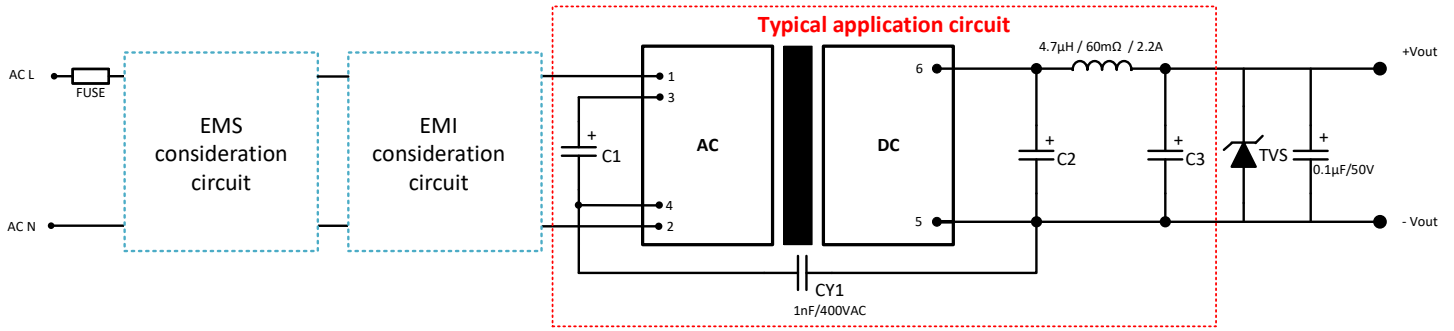 Typical application circuit
4.7µH / 60mΩ / 2.2A
+Vout
AC L
FUSE
1
3
6
EMS
consideration
circuit
EMI
consideration
circuit
+
C1
AC
DC
+
C2
+
C3
TVS
+
0.1µF/50V
4
2
5
AC N
- Vout
CY1
1nF/400VAC